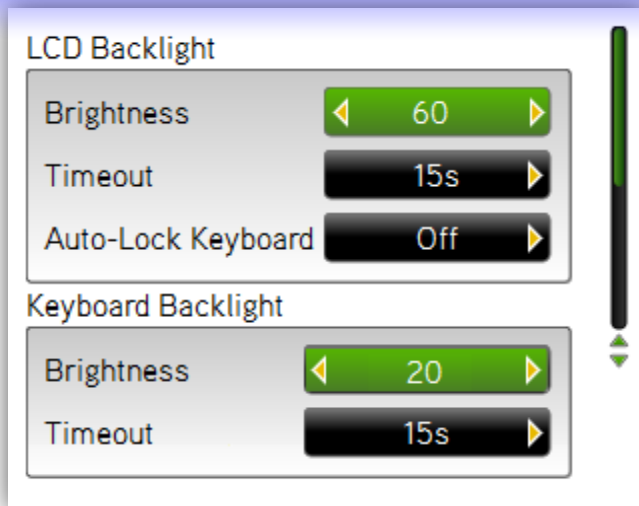 LCD Backlight
Brightness 60
Timeout 15s
Auto-Lock Keyboard Off
Keyboard Backlight
Brightness 20
Timeout 15s